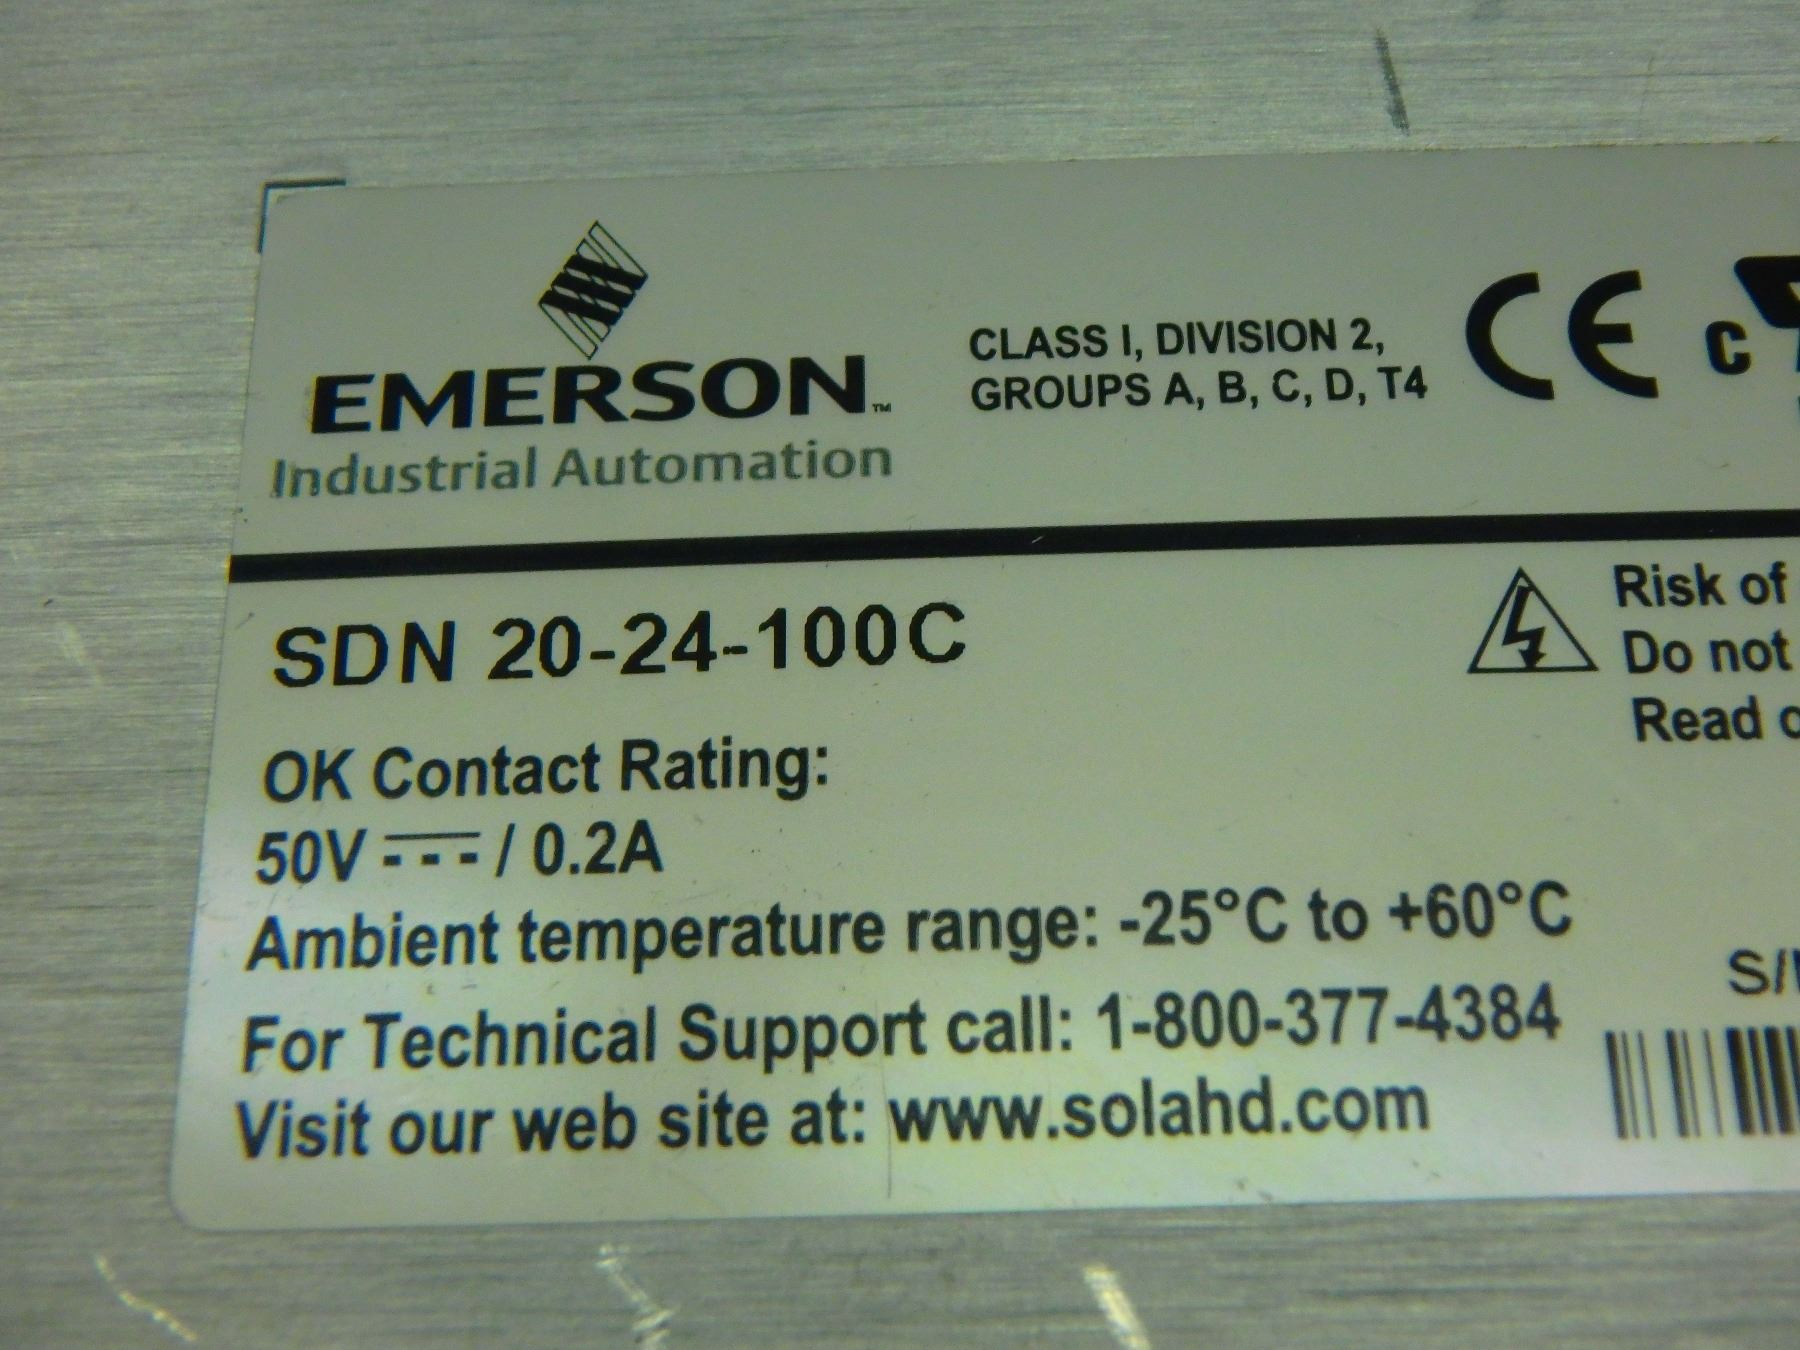 EMERSON™
Industrial Automation
CLASS I, DIVISION 2,
GROUPS A, B, C, D, T4
CE
C
SDN 20-24-100C
Risk of
Do not
Read
OK Contact Rating:
50V ⎓ / 0.2A
Ambient temperature range: -25°C to +60°C
For Technical Support call: 1-800-377-4384
Visit our web site at: www.solahd.com